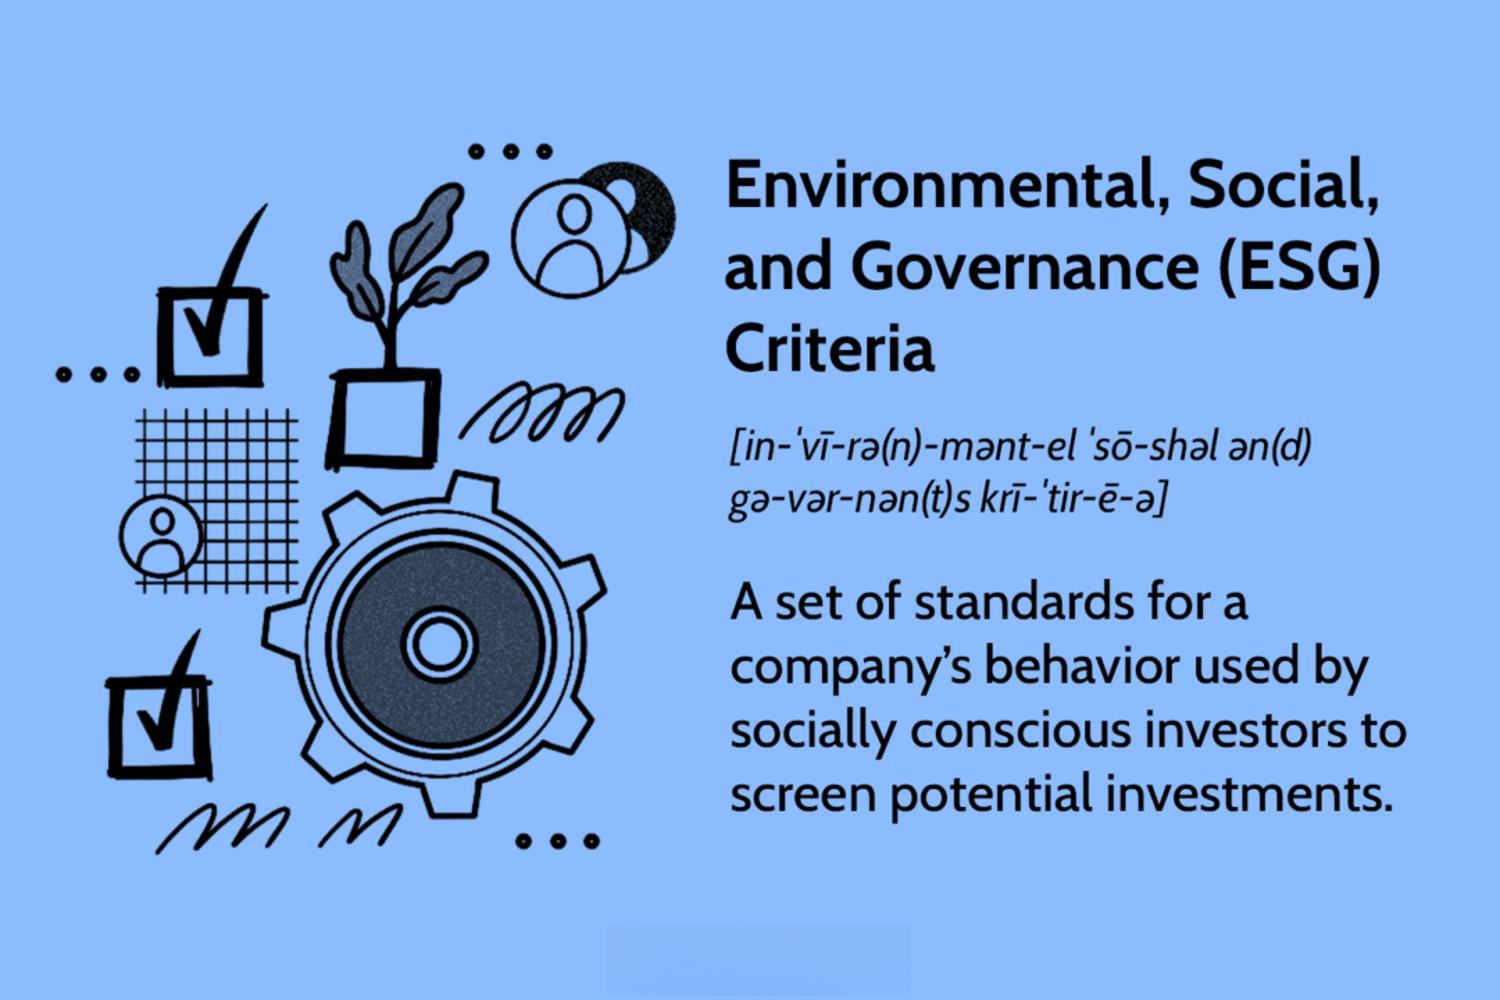 Environmental, Social,
and Governance (ESG)
Criteria
[in-ˈvī-rə(n)-mənt-el ˈsō-shəl ən(d)
gə-vər-nən(t)s krī-ˈtir-ē-ə]
A set of standards for a
company’s behavior used by
socially conscious investors to
screen potential investments.